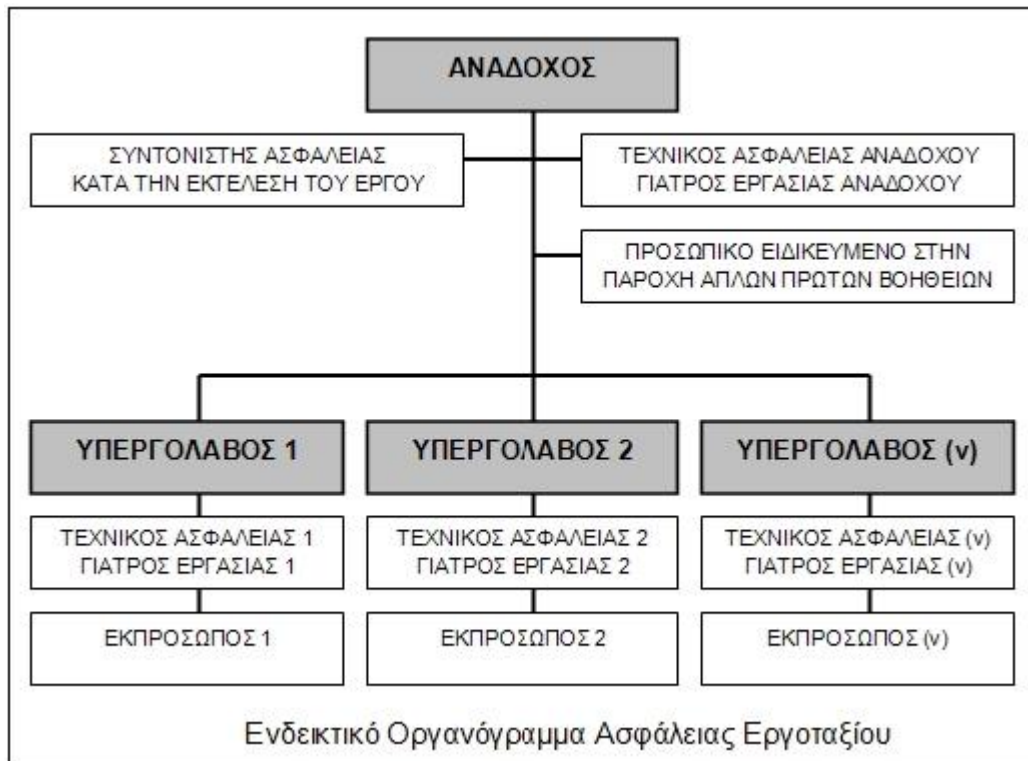 ΑΝΑΔΟΧΟΣ
ΣΥΝΤΟΝΙΣΤΗΣ ΑΣΦΑΛΕΙΑΣ
ΚΑΤΑ ΤΗΝ ΕΚΤΕΛΕΣΗ ΤΟΥ ΕΡΓΟΥ
ΤΕΧΝΙΚΟΣ ΑΣΦΑΛΕΙΑΣ ΑΝΑΔΟΧΟΥ
ΓΙΑΤΡΟΣ ΕΡΓΑΣΙΑΣ ΑΝΑΔΟΧΟΥ
ΠΡΟΣΩΠΙΚΟ ΕΙΔΙΚΕΥΜΕΝΟ ΣΤΗΝ
ΠΑΡΟΧΗ ΑΠΛΩΝ ΠΡΩΤΩΝ ΒΟΗΘΕΙΩΝ
ΥΠΕΡΓΟΛΑΒΟΣ 1
ΤΕΧΝΙΚΟΣ ΑΣΦΑΛΕΙΑΣ 1
ΓΙΑΤΡΟΣ ΕΡΓΑΣΙΑΣ 1
ΕΚΠΡΟΣΩΠΟΣ 1
ΥΠΕΡΓΟΛΑΒΟΣ 2
ΤΕΧΝΙΚΟΣ ΑΣΦΑΛΕΙΑΣ 2
ΓΙΑΤΡΟΣ ΕΡΓΑΣΙΑΣ 2
ΕΚΠΡΟΣΩΠΟΣ 2
ΥΠΕΡΓΟΛΑΒΟΣ (ν)
ΤΕΧΝΙΚΟΣ ΑΣΦΑΛΕΙΑΣ (ν)
ΓΙΑΤΡΟΣ ΕΡΓΑΣΙΑΣ (ν)
ΕΚΠΡΟΣΩΠΟΣ (ν)
Ενδεικτικό Οργανόγραμμα Ασφάλειας Εργοταξίου